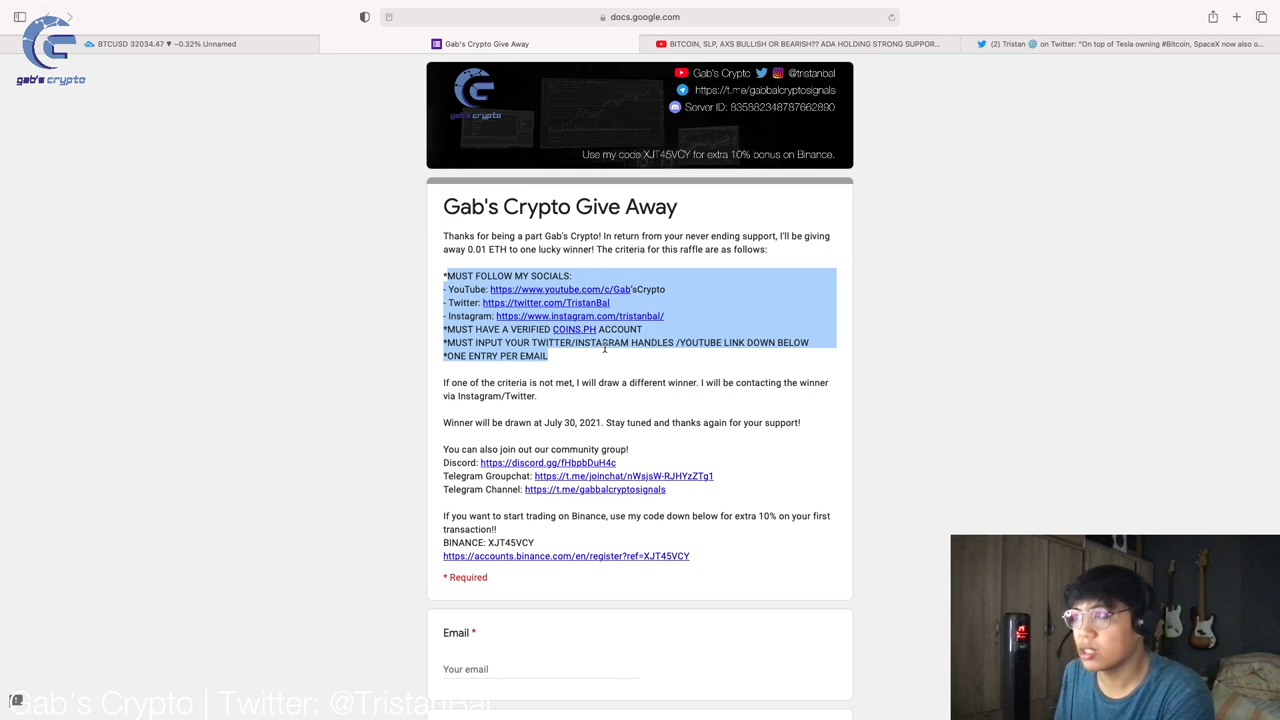 docs.google.com
BTCUSD 32034.47 ▼ −0.32% Unnamed
Gab's Crypto Give Away
BITCOIN, SLP, AXS BULLISH OR BEARISH?? ADA HOLDING STRONG SUPPOR...
(2) Tristan 🌐 on Twitter: "On top of Tesla owning #Bitcoin, SpaceX now also o...
gab's crypto
gab's crypto
Gab's Crypto @tristanbal
https://t.me/gabbalcryptosignals
Server ID: 835882348787662890
Use my code XJT45VCY for extra 10% bonus on Binance.
Gab's Crypto Give Away
Thanks for being a part Gab's Crypto! In return from your never ending support, I'll be giving
away 0.01 ETH to one lucky winner! The criteria for this raffle are as follows:
*MUST FOLLOW MY SOCIALS:
- YouTube: https://www.youtube.com/c/Gab'sCrypto
- Twitter: https://twitter.com/TristanBal
- Instagram: https://www.instagram.com/tristanbal/
*MUST HAVE A VERIFIED COINS.PH ACCOUNT
*MUST INPUT YOUR TWITTER/INSTAGRAM HANDLES /YOUTUBE LINK DOWN BELOW
*ONE ENTRY PER EMAIL
If one of the criteria is not met, I will draw a different winner. I will be contacting the winner
via Instagram/Twitter.
Winner will be drawn at July 30, 2021. Stay tuned and thanks again for your support!
You can also join out our community group!
Discord: https://discord.gg/fHbpbDuH4c
Telegram Groupchat: https://t.me/joinchat/nWsjsW-RJHYzZTg1
Telegram Channel: https://t.me/gabbalcryptosignals
If you want to start trading on Binance, use my code down below for extra 10% on your first
transaction!!
BINANCE: XJT45VCY
https://accounts.binance.com/en/register?ref=XJT45VCY
* Required
Email *
Your email
Gab's Crypto | Twitter: @TristanBal